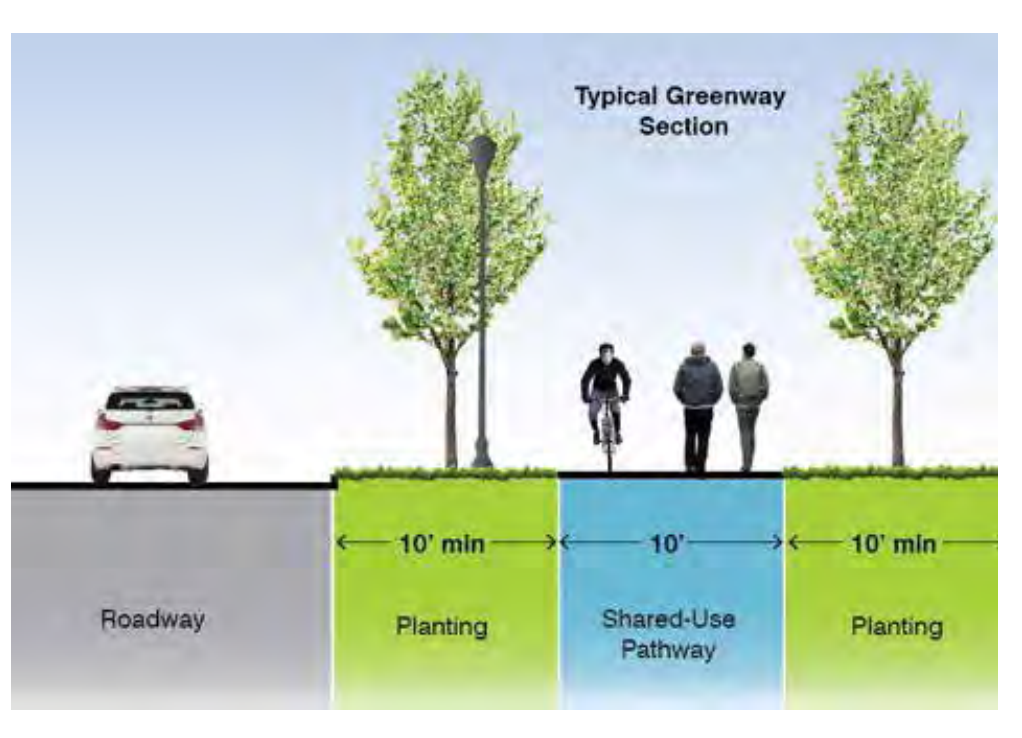 Typical Greenway
Section
10' min
10'
10' min
Roadway
Planting
Shared-Use
Pathway
Planting